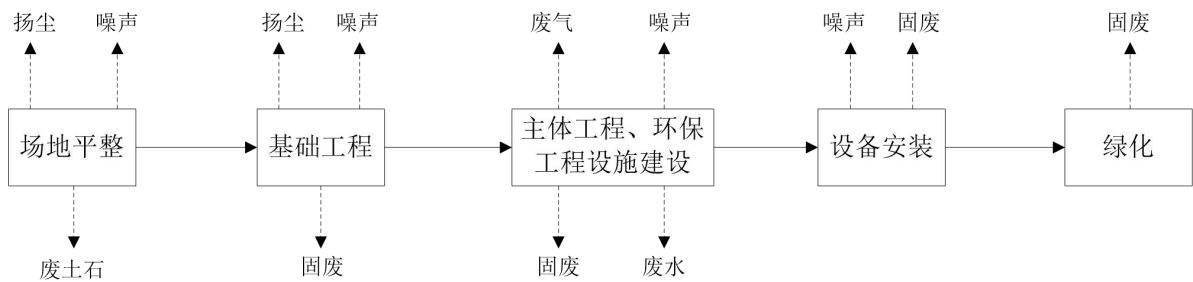 扬尘
噪声
扬尘
噪声
废气
噪声
噪声
固废
固废
场地平整
基础工程
主体工程、环保
工程设施建设
设备安装
绿化
废土石
固废
固废
废水